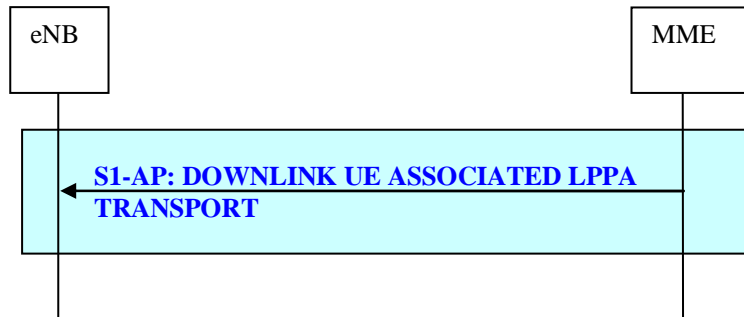 eNB
MME
S1-AP: DOWNLINK UE ASSOCIATED LPPA
TRANSPORT